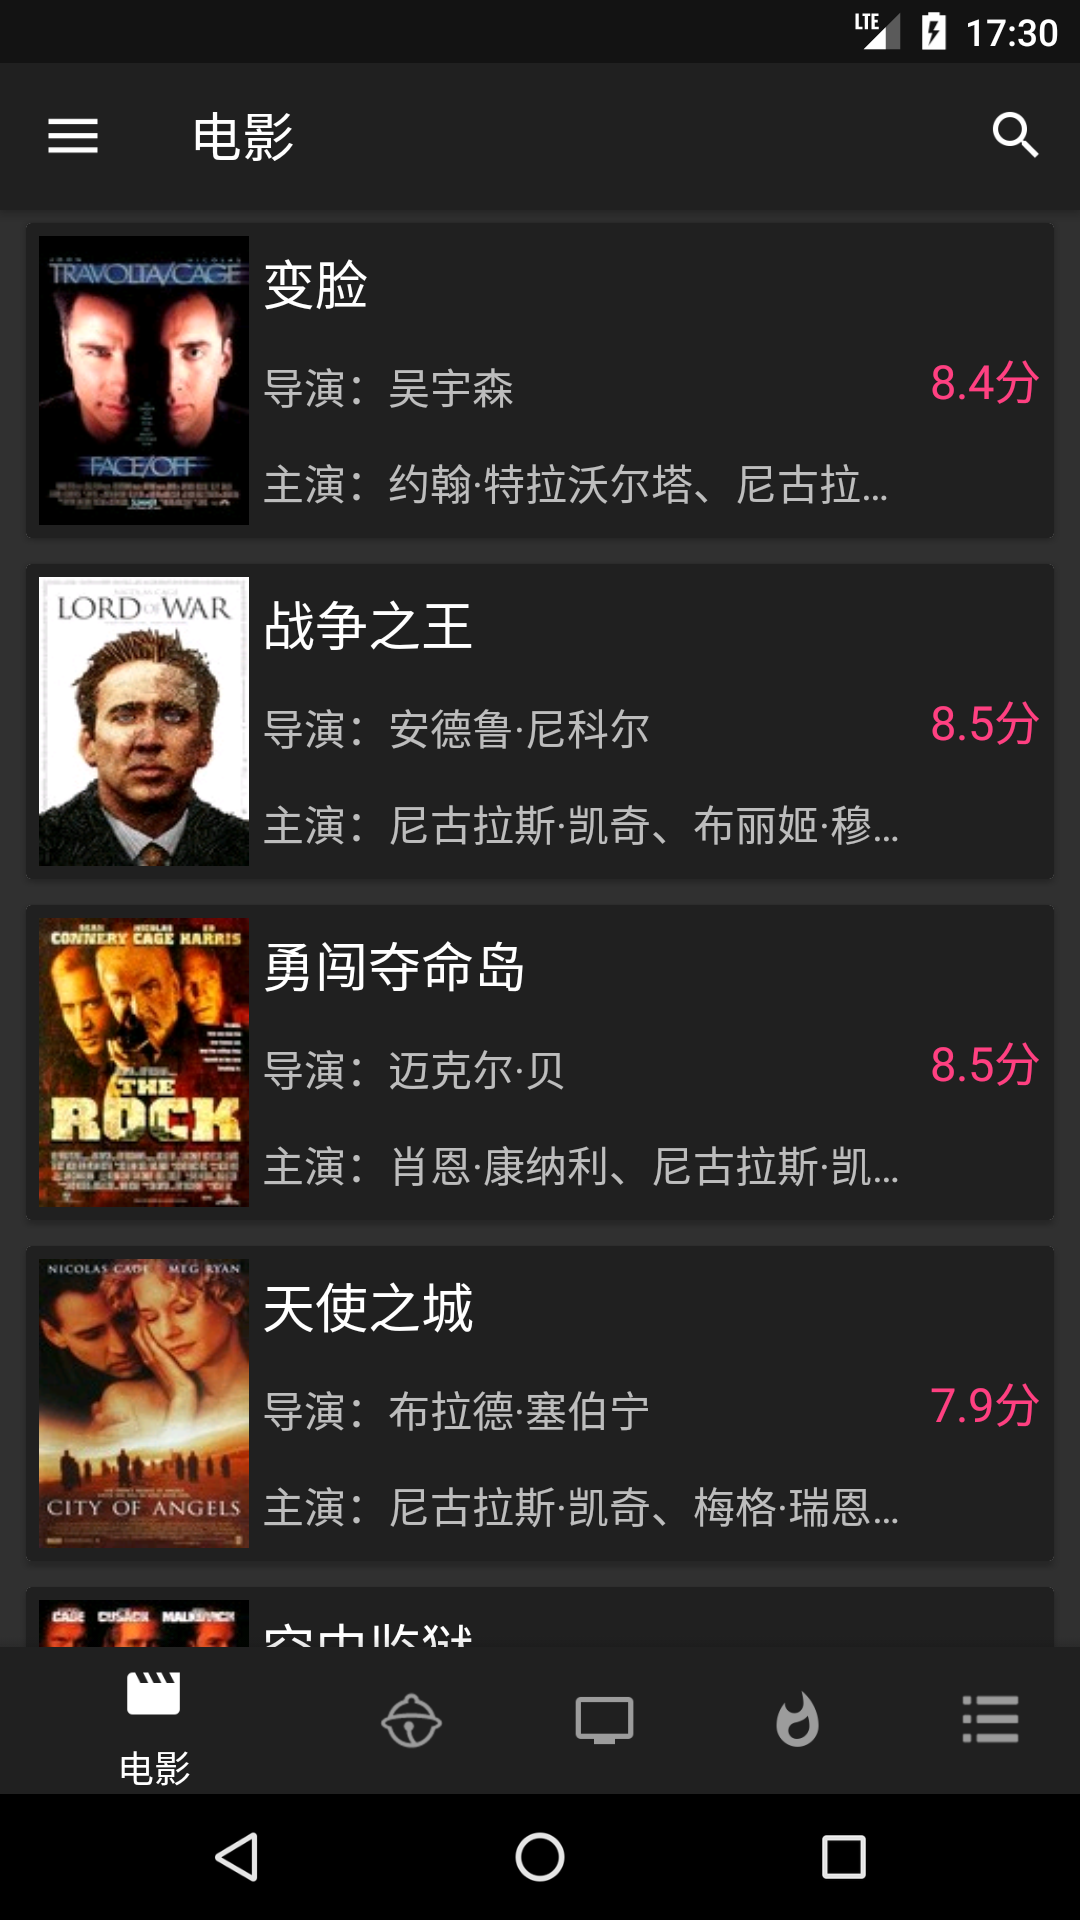 LTE 17:30
电影
TRAVOLTA/CAGE
FACE/OFF
变脸
导演：吴宇森
8.4分
主演：约翰·特拉沃尔塔、尼古拉...
LORD OF WAR
战争之王
导演：安德鲁·尼科尔
8.5分
主演：尼古拉斯·凯奇、布丽姬·穆...
CONNERY CAGE HARRIS
THE
ROCK
勇闯夺命岛
导演：迈克尔·贝
8.5分
主演：肖恩·康纳利、尼古拉斯·凯...
NICOLAS CAGE MEG RYAN
CITY OF ANGELS
天使之城
导演：布拉德·塞伯宁
7.9分
主演：尼古拉斯·凯奇、梅格·瑞恩...
CAGE CUSACK MALKOVICH
空中监狱
电影